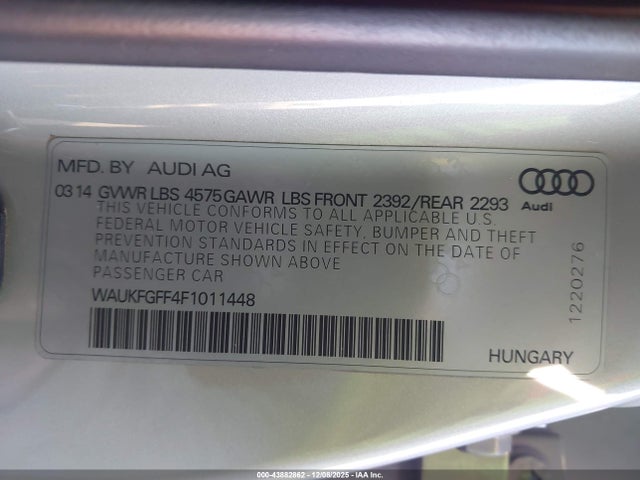 MFD. BY AUDI AG
03 14 GVWR LBS 4575 GAWR LBS FRONT 2392/REAR 2293
THIS VEHICLE CONFORMS TO ALL APPLICABLE U.S.
FEDERAL MOTOR VEHICLE SAFETY, BUMPER AND THEFT
PREVENTION STANDARDS IN EFFECT ON THE DATE OF
MANUFACTURE SHOWN ABOVE
PASSENGER CAR
WAUKFGFF4F1011448
Audi
1220276
HUNGARY
000-43882862 - 12/08/2025 - IAA Inc.